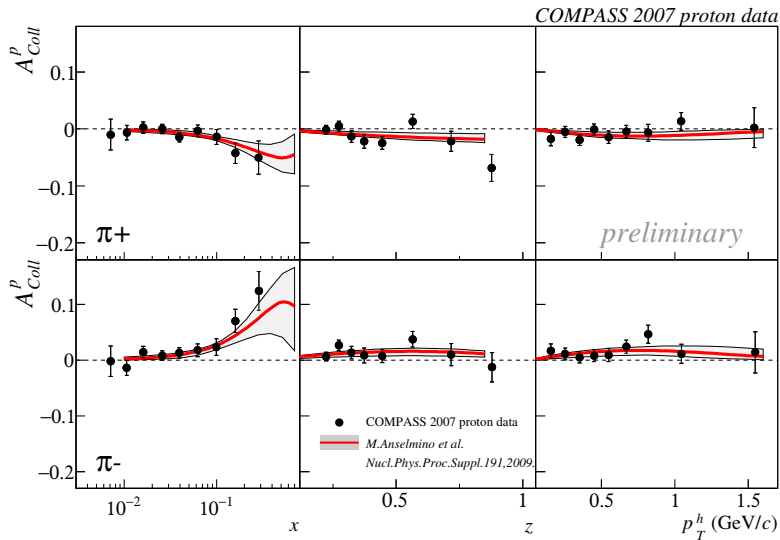 COMPASS 2007 proton data
A^p_Coll
0.1
0
−0.1
−0.2
π+
preliminary
A^p_Coll
0.1
0
−0.1
−0.2
π-
COMPASS 2007 proton data
M.Anselmino et al.
Nucl.Phys.Proc.Suppl.191,2009.
10^−2 10^−1 0.5 1 0.5 1 1.5
x z p_T^h (GeV/c)